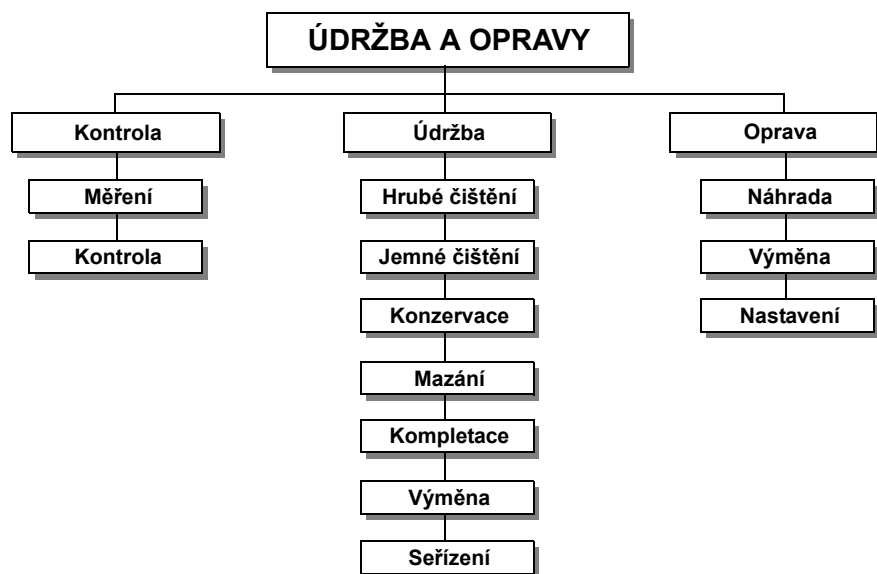 ÚDRŽBA A OPRAVY
Kontrola
Údržba
Oprava
Měření
Hrubé čištění
Náhrada
Kontrola
Jemné čištění
Výměna
Konzervace
Nastavení
Mazání
Kompletace
Výměna
Seřízení